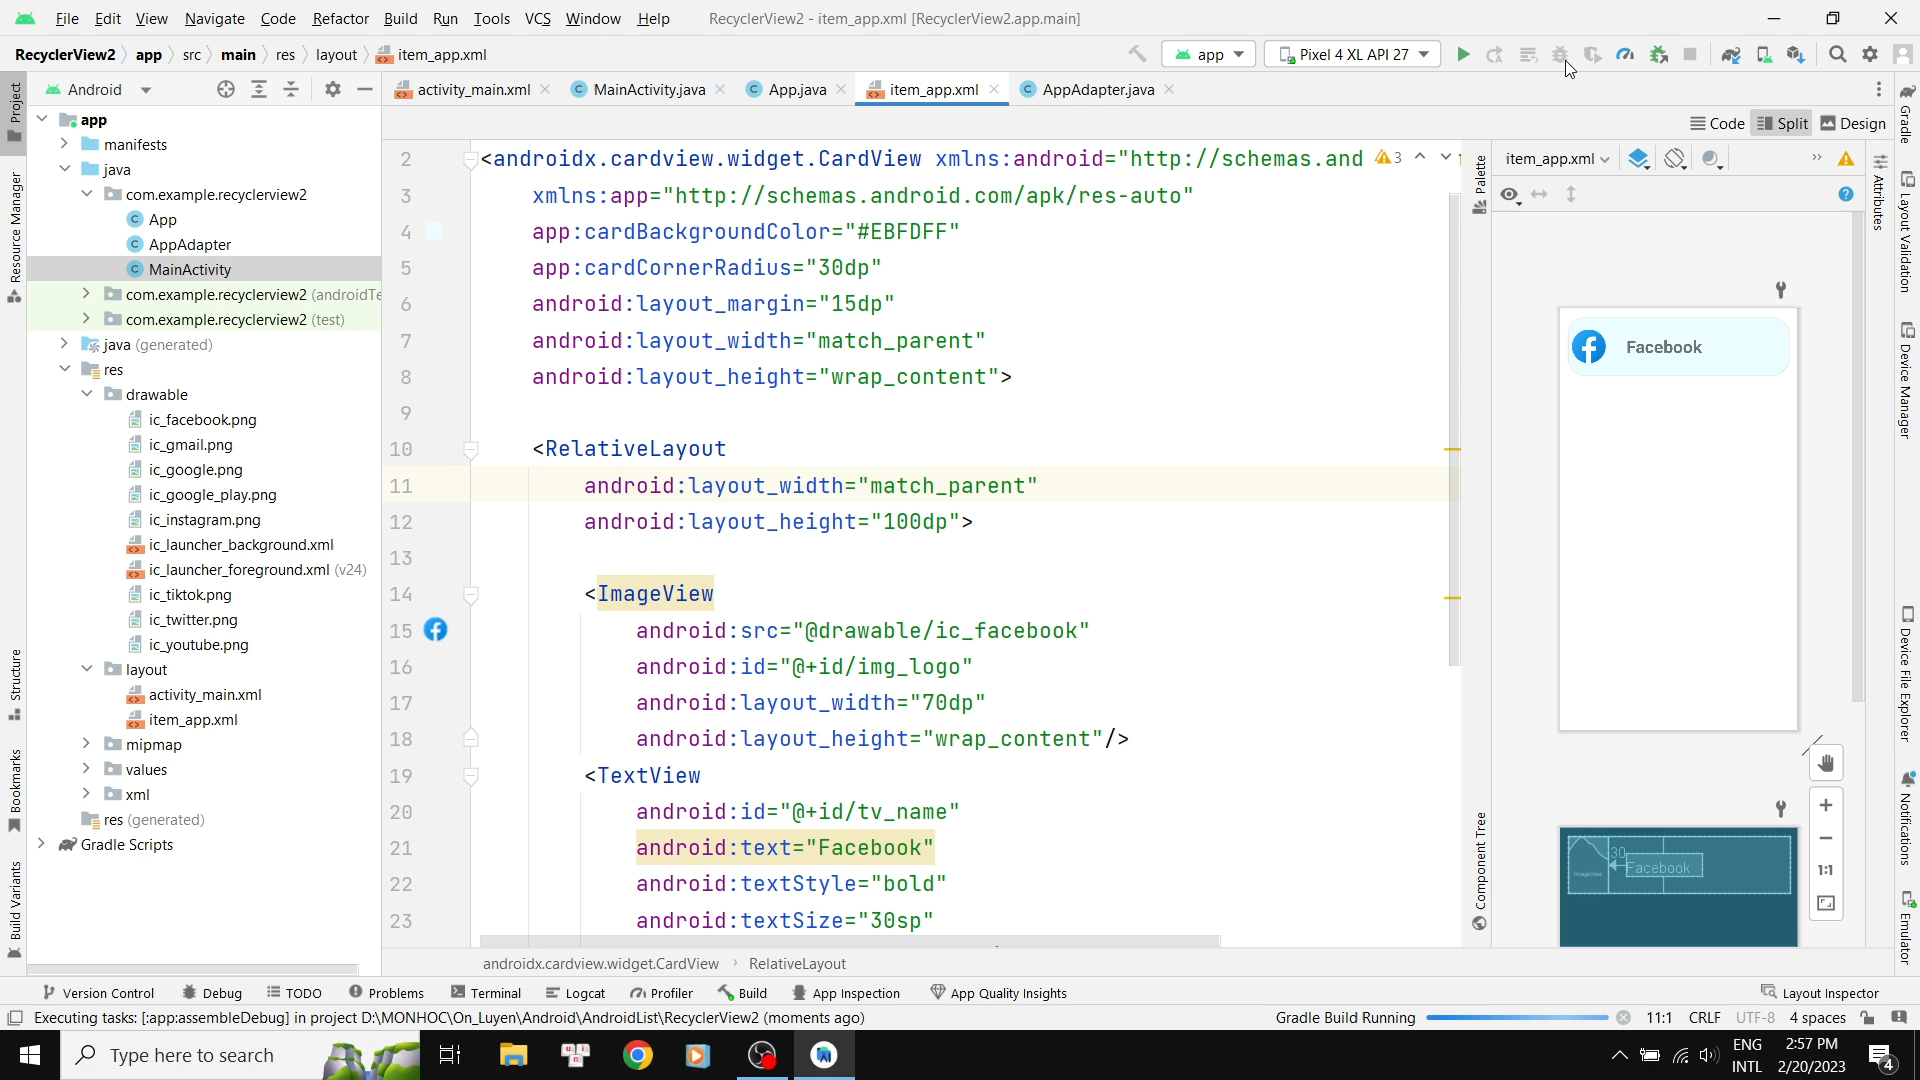 File Edit View Navigate Code Refactor Build Run Tools VCS Window Help RecyclerView2 - item_app.xml [RecyclerView2.app.main]
RecyclerView2 app src main res layout item_app.xml app Pixel 4 XL API 27
Android activity_main.xml MainActivity.java App.java item_app.xml AppAdapter.java
Code Split Design
Project
Resource Manager
Structure
Bookmarks
Build Variants
app
manifests
java
com.example.recyclerview2
App
AppAdapter
MainActivity
com.example.recyclerview2 (androidTe
com.example.recyclerview2 (test)
java (generated)
res
drawable
ic_facebook.png
ic_gmail.png
ic_google.png
ic_google_play.png
ic_instagram.png
ic_launcher_background.xml
ic_launcher_foreground.xml (v24)
ic_tiktok.png
ic_twitter.png
ic_youtube.png
layout
activity_main.xml
item_app.xml
mipmap
values
xml
res (generated)
Gradle Scripts
2 <androidx.cardview.widget.CardView xmlns:android="http://schemas.and 3
3 xmlns:app="http://schemas.android.com/apk/res-auto"
4 app:cardBackgroundColor="#EBFDFF"
5 app:cardCornerRadius="30dp"
6 android:layout_margin="15dp"
7 android:layout_width="match_parent"
8 android:layout_height="wrap_content">
9
10 <RelativeLayout
11 android:layout_width="match_parent"
12 android:layout_height="100dp">
13
14 <ImageView
15 android:src="@drawable/ic_facebook"
16 android:id="@+id/img_logo"
17 android:layout_width="70dp"
18 android:layout_height="wrap_content"/>
19 <TextView
20 android:id="@+id/tv_name"
21 android:text="Facebook"
22 android:textStyle="bold"
23 android:textSize="30sp"
androidx.cardview.widget.CardView RelativeLayout
Palette
Component Tree
item_app.xml
Facebook
30
Facebook
ImageView
1:1
Attributes
Gradle
Layout Validation
Device Manager
Device File Explorer
Notifications
Emulator
Version Control Debug TODO Problems Terminal Logcat Profiler Build App Inspection App Quality Insights Layout Inspector
Executing tasks: [:app:assembleDebug] in project D:\MONHOC\On_Luyen\Android\AndroidList\RecyclerView2 (moments ago) Gradle Build Running 11:1 CRLF UTF-8 4 spaces
Type here to search
ENG
INTL
2:57 PM
2/20/2023
4